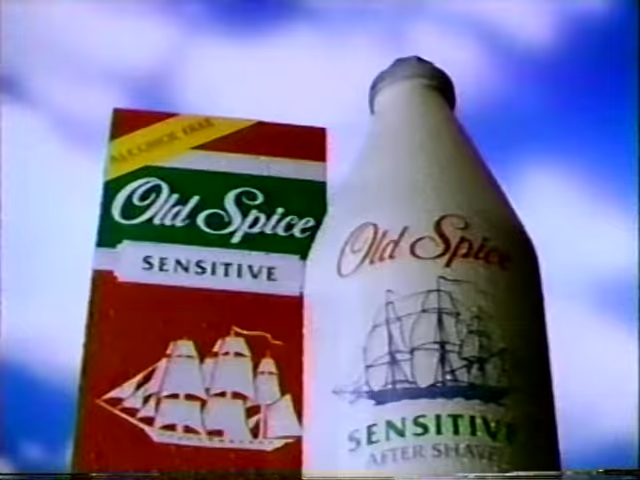 ALCOHOL FREE
Old Spice
SENSITIVE
Old Spice
SENSITIVE
AFTER SHAVE